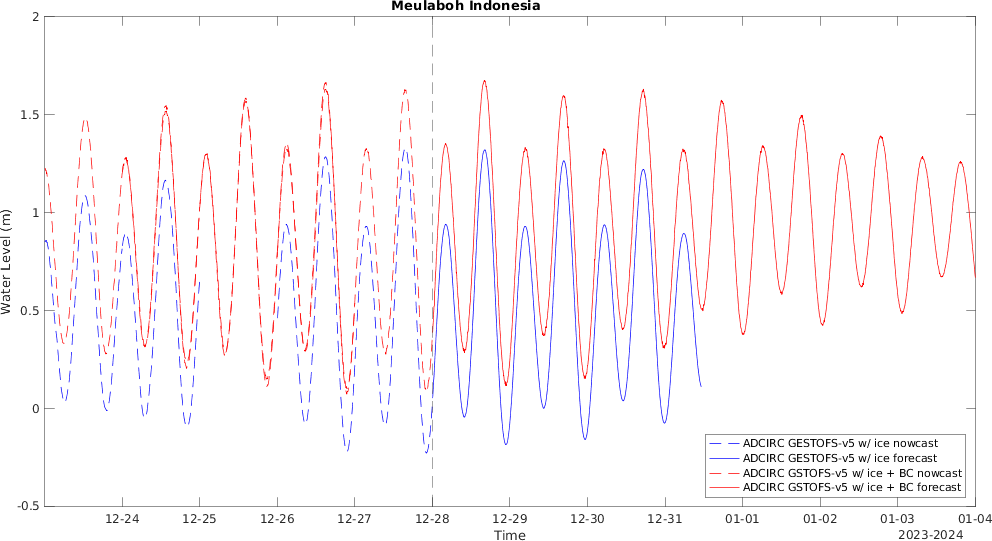 Meulaboh Indonesia
2
1.5
1
0.5
0
-0.5
Water Level (m)
12-24 12-25 12-26 12-27 12-28 12-29 12-30 12-31 01-01 01-02 01-03 01-04
Time
2023-2024
ADCIRC GESTOFS-v5 w/ ice nowcast
ADCIRC GESTOFS-v5 w/ ice forecast
ADCIRC GSTOFS-v5 w/ ice + BC nowcast
ADCIRC GSTOFS-v5 w/ ice + BC forecast